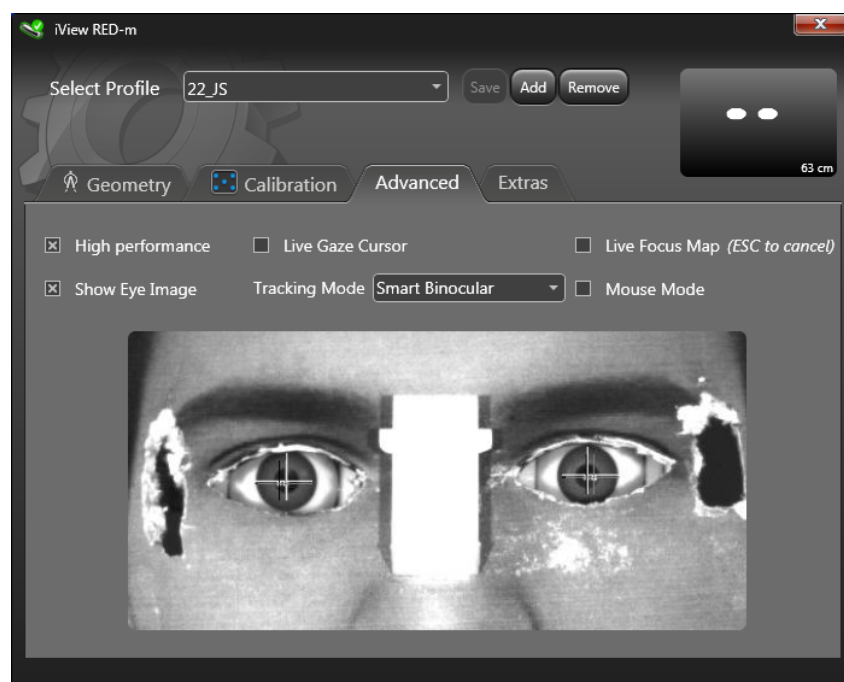 iView RED-m
Select Profile 22_JS Save Add Remove
63 cm
Geometry Calibration Advanced Extras
High performance Live Gaze Cursor Live Focus Map (ESC to cancel)
Show Eye Image Tracking Mode Smart Binocular Mouse Mode